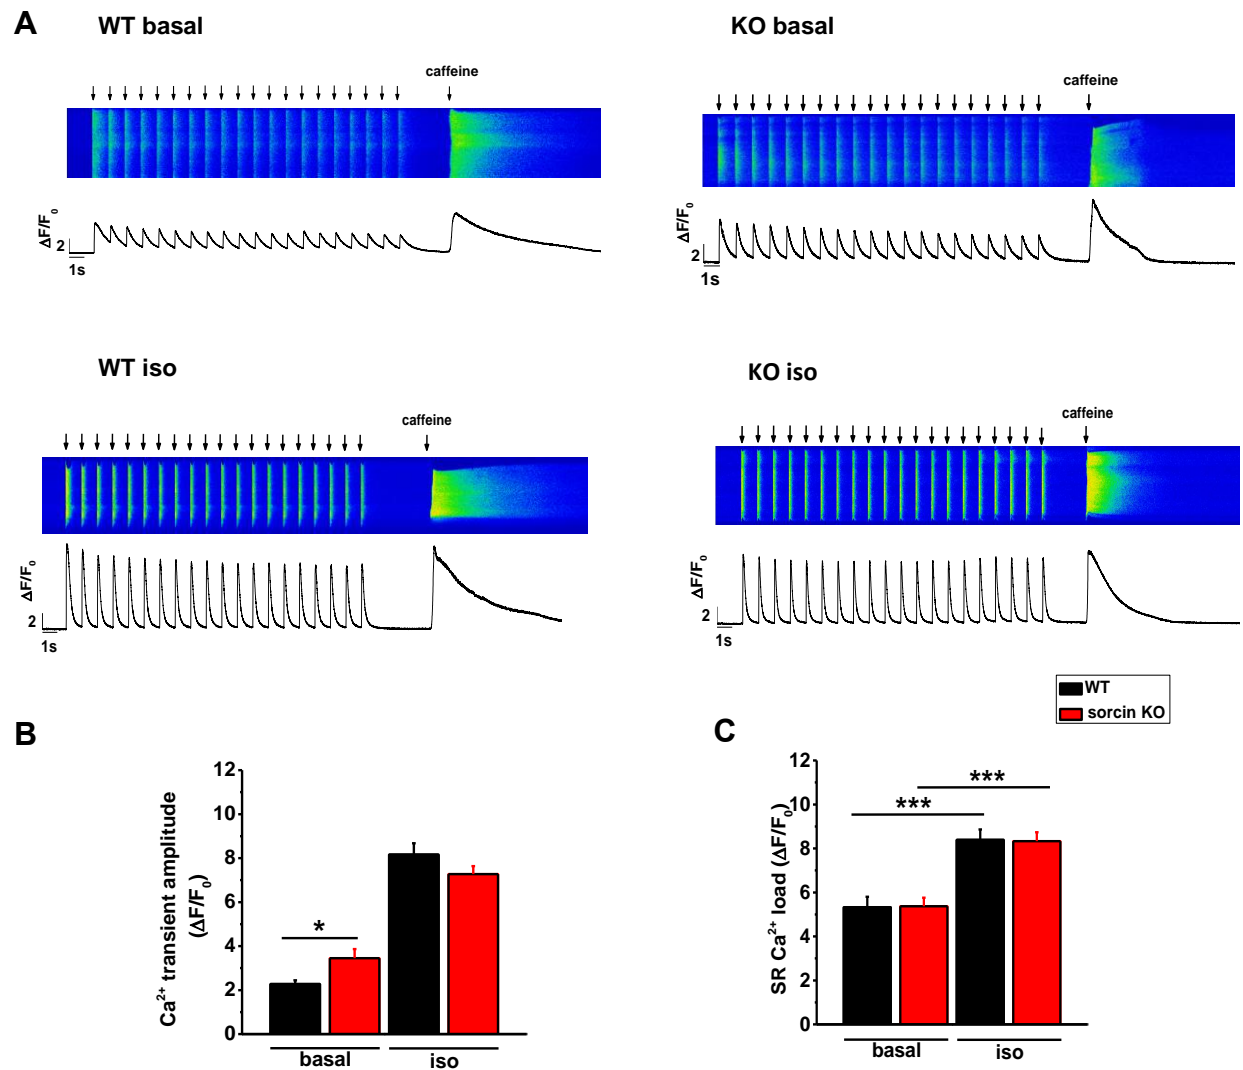 A
WT basal
KO basal
caffeine
caffeine
ΔF/F0
2
1s
ΔF/F0
2
1s
WT iso
KO iso
caffeine
caffeine
ΔF/F0
2
1s
ΔF/F0
2
1s
WT
sorcin KO
B
Ca2+ transient amplitude
(ΔF/F0)
12
10
8
6
4
2
0
*
basal
iso
C
SR Ca2+ load (ΔF/F0)
12
10
8
6
4
2
0
***
***
basal
iso